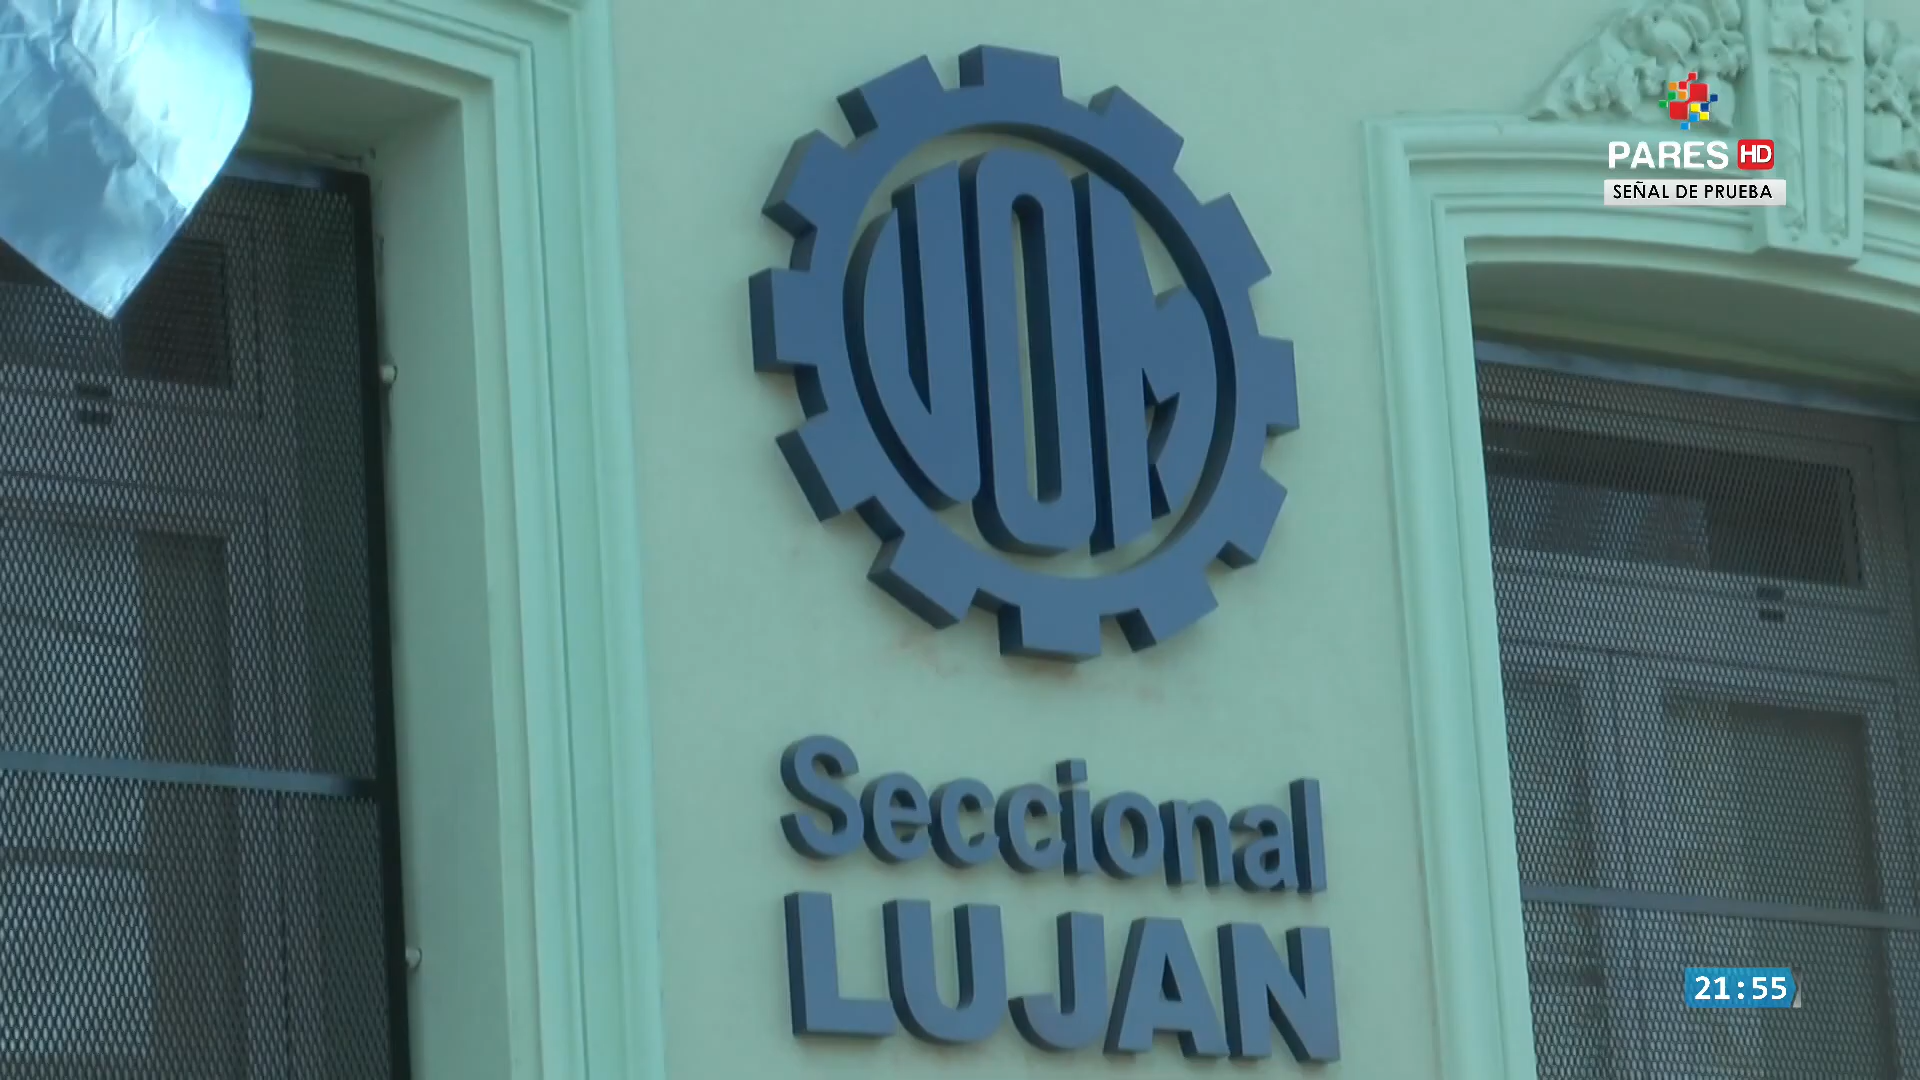 UOM
Seccional
LUJAN
PARES HD
SEÑAL DE PRUEBA
21:55